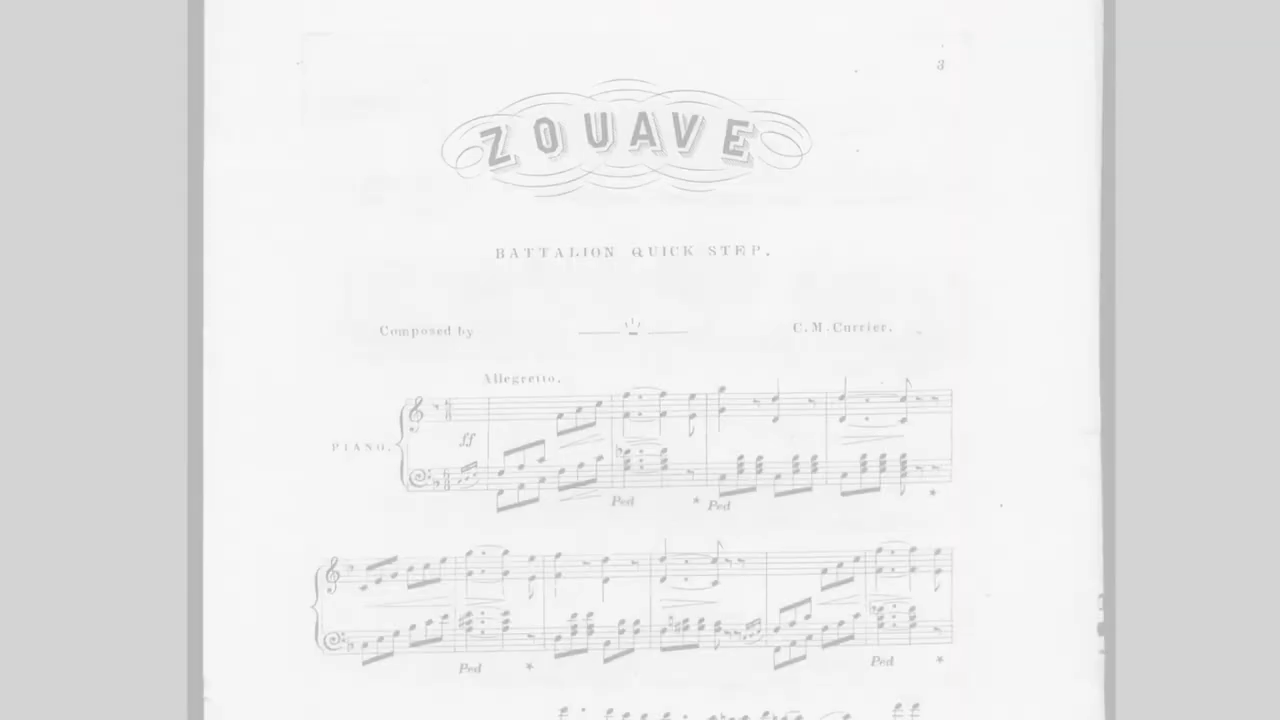 3
ZOUAVE
BATTALION QUICK STEP.
Composed by C.M.Currier.
Allegretto.
PIANO.
ff
Ped * Ped *
Ped * Ped *